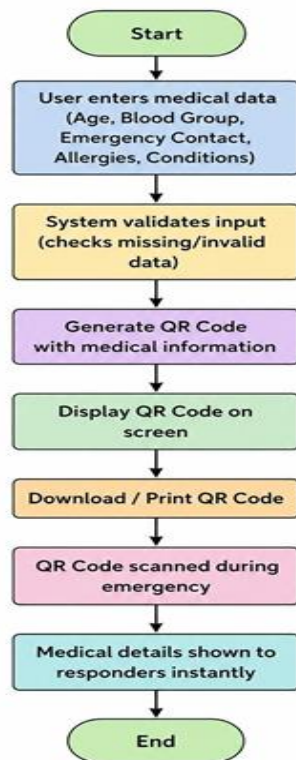 Start
User enters medical data
(Age, Blood Group,
Emergency Contact,
Allergies, Conditions)
System validates input
(checks missing/invalid
data)
Generate QR Code
with medical information
Display QR Code on
screen
Download / Print QR Code
QR Code scanned during
emergency
Medical details shown to
responders instantly
End